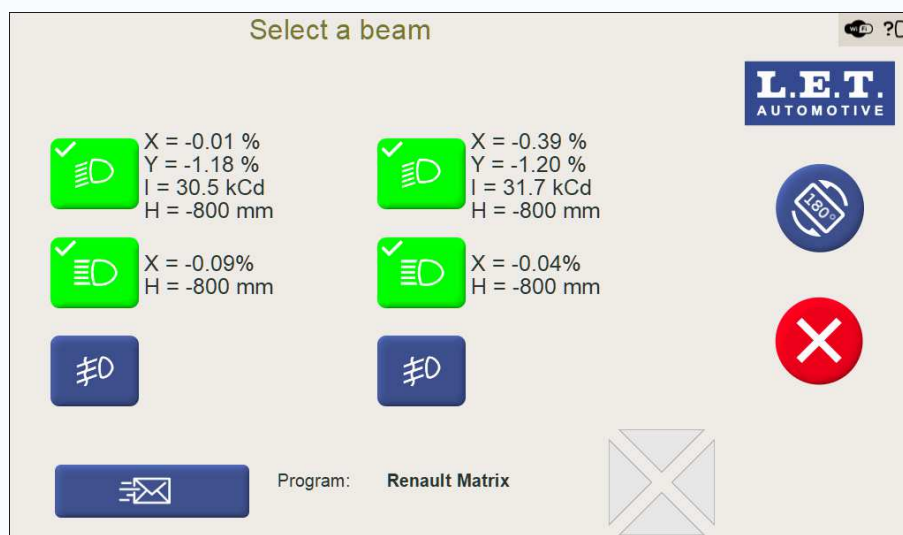 Select a beam
WiFi
?
L.E.T.
AUTOMOTIVE
X = -0.01 %
Y = -1.18 %
I = 30.5 kCd
H = -800 mm
X = -0.39 %
Y = -1.20 %
I = 31.7 kCd
H = -800 mm
180°
X = -0.09%
H = -800 mm
X = -0.04%
H = -800 mm
Program: Renault Matrix